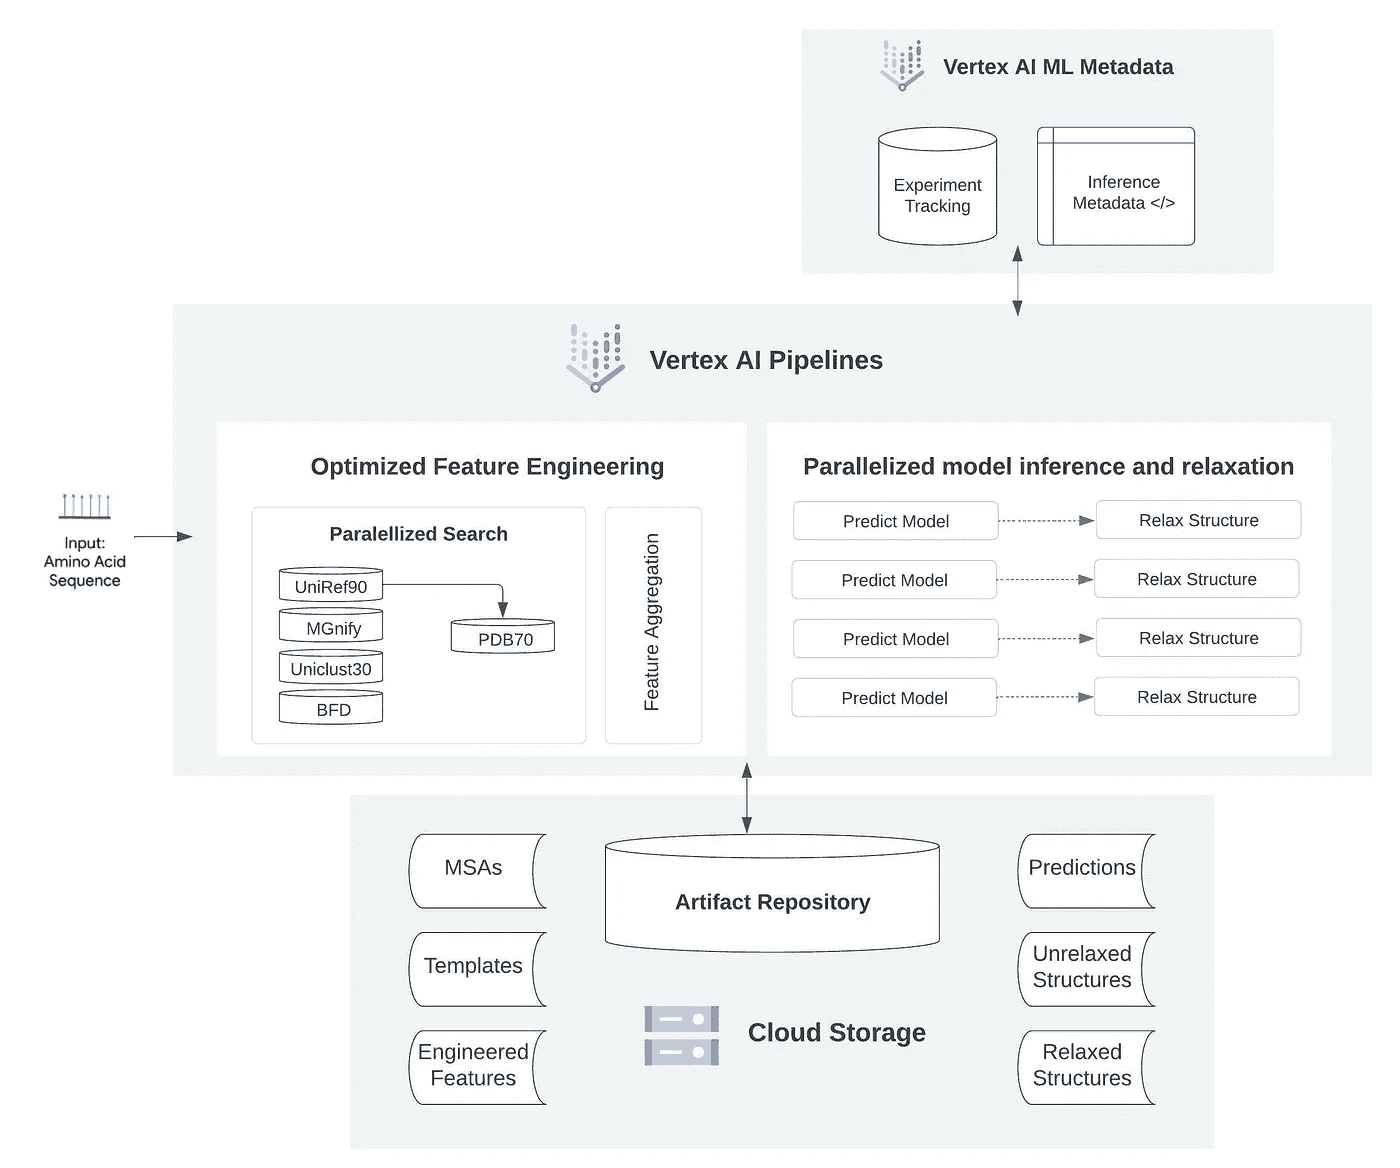 Vertex AI ML Metadata
Experiment
Tracking
Inference
Metadata </>
Vertex AI Pipelines
Input:
Amino Acid
Sequence
Optimized Feature Engineering
Paralellized Search
UniRef90
MGnify
Uniclust30
BFD
PDB70
Feature Aggregation
Parallelized model inference and relaxation
Predict Model
Relax Structure
Predict Model
Relax Structure
Predict Model
Relax Structure
Predict Model
Relax Structure
MSAs
Templates
Engineered
Features
Artifact Repository
Cloud Storage
Predictions
Unrelaxed
Structures
Relaxed
Structures